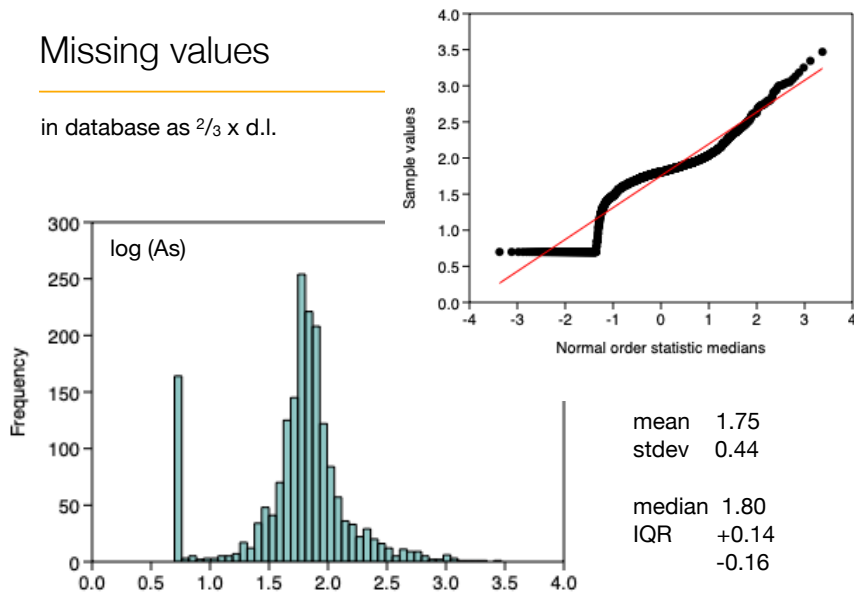 Missing values
in database as 2/3 x d.l.
4.0
3.5
3.0
2.5
2.0
1.5
1.0
0.5
0.0
Sample values
-4 -3 -2 -1 0 1 2 3 4
Normal order statistic medians
300
250
200
150
100
50
0
Frequency
log (As)
0.0 0.5 1.0 1.5 2.0 2.5 3.0 3.5 4.0
mean 1.75
stdev 0.44
median 1.80
IQR +0.14
-0.16